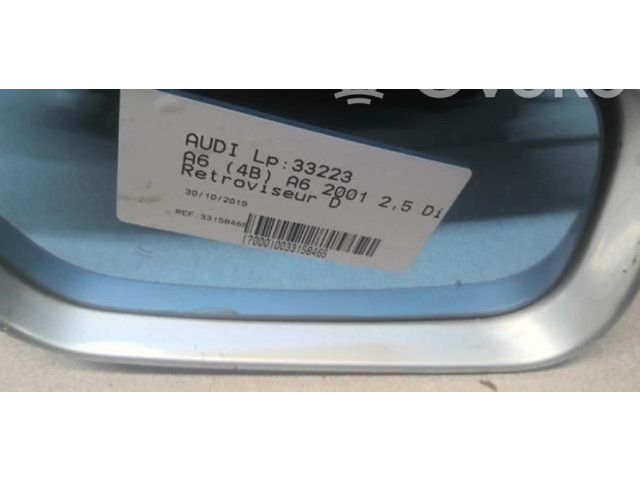 AUDI Lp:33223
A6 (4B) A6 2001 2,5 Di
Retroviseur D
30/10/2019
REF:33158465
(7000)0033158465